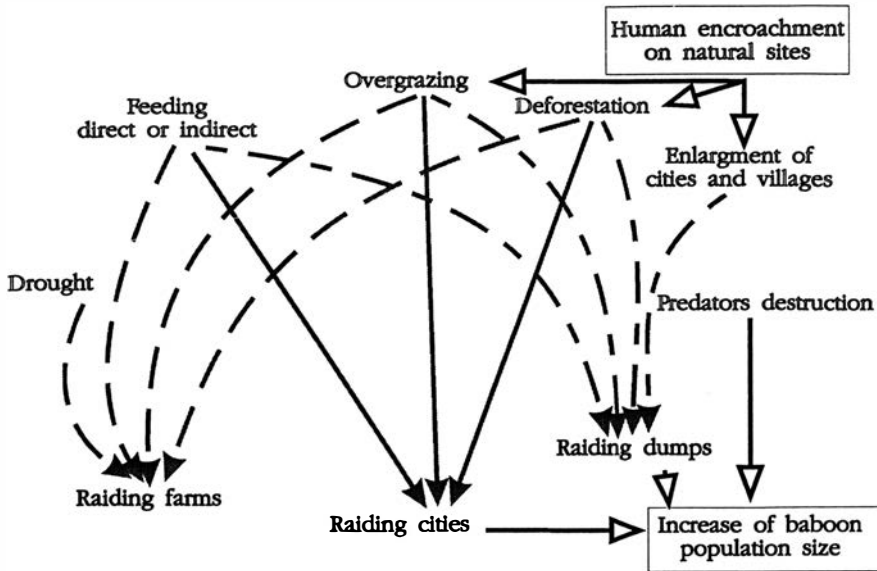 Human encroachment
on natural sites
Overgrazing
Deforestation
Feeding
direct or indirect
Enlargment of
cities and villages
Drought
Predators destruction
Raiding dumps
Raiding farms
Raiding cities
Increase of baboon
population size